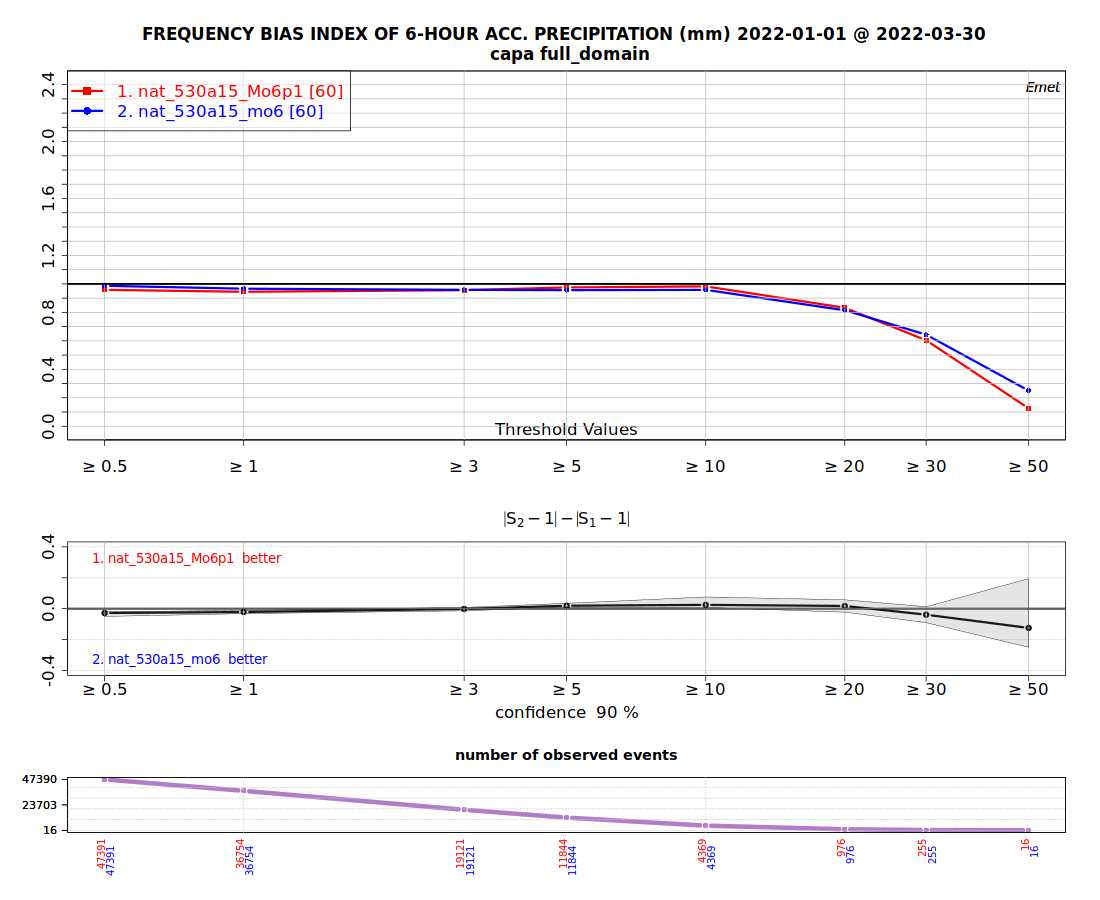 FREQUENCY BIAS INDEX OF 6-HOUR ACC. PRECIPITATION (mm) 2022-01-01 @ 2022-03-30
capa full_domain
1. nat_530a15_Mo6p1 [60]
2. nat_530a15_mo6 [60]
Emet
2.4
2.0
1.6
1.2
0.8
0.4
0.0
Threshold Values
≥ 0.5 ≥ 1 ≥ 3 ≥ 5 ≥ 10 ≥ 20 ≥ 30 ≥ 50
|S2 − 1| − |S1 − 1|
0.4
0.0
-0.4
1. nat_530a15_Mo6p1 better
2. nat_530a15_mo6 better
≥ 0.5 ≥ 1 ≥ 3 ≥ 5 ≥ 10 ≥ 20 ≥ 30 ≥ 50
confidence 90 %
number of observed events
47390
23703
16
47391 36754 19121 11844 4369 976 255 16
47391 36754 19121 11844 4369 976 255 16